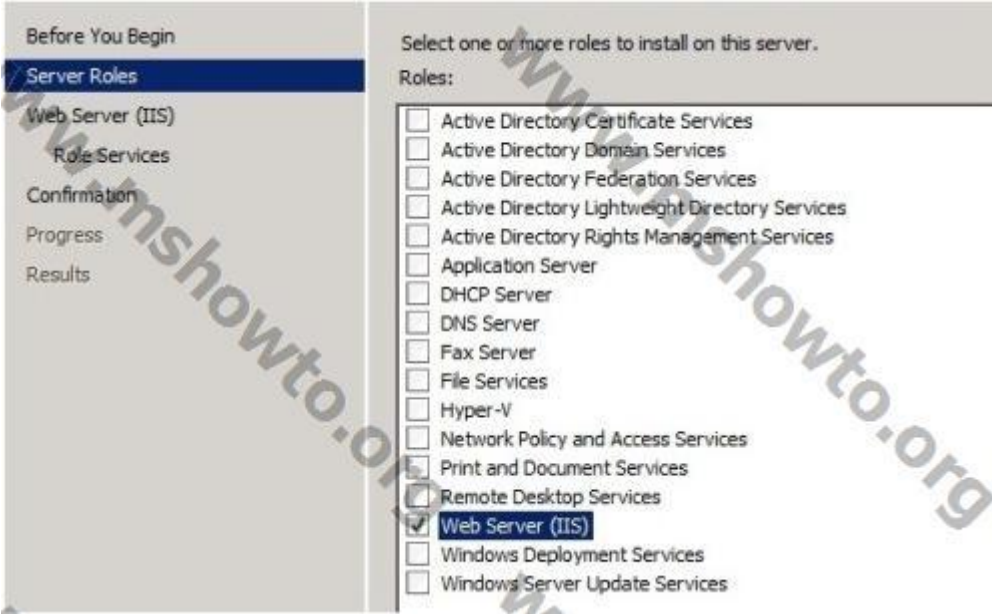 Before You Begin
Server Roles
Web Server (IIS)
Role Services
Confirmation
Progress
Results
Select one or more roles to install on this server.
Roles:
Active Directory Certificate Services
Active Directory Domain Services
Active Directory Federation Services
Active Directory Lightweight Directory Services
Active Directory Rights Management Services
Application Server
DHCP Server
DNS Server
Fax Server
File Services
Hyper-V
Network Policy and Access Services
Print and Document Services
Remote Desktop Services
Web Server (IIS)
Windows Deployment Services
Windows Server Update Services
www.mshowto.org
www.mshowto.org